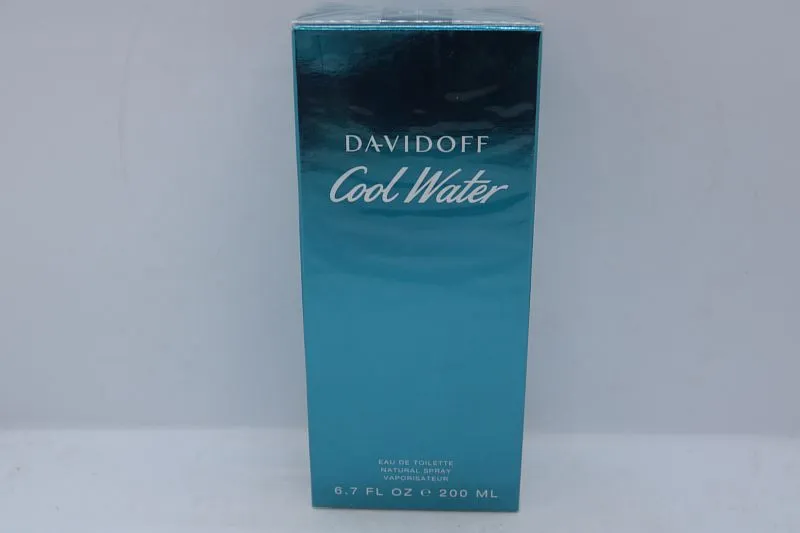 DAVIDOFF
Cool Water
EAU DE TOILETTE
NATURAL SPRAY
VAPORISATEUR
6.7 FL OZ ℮ 200 ML